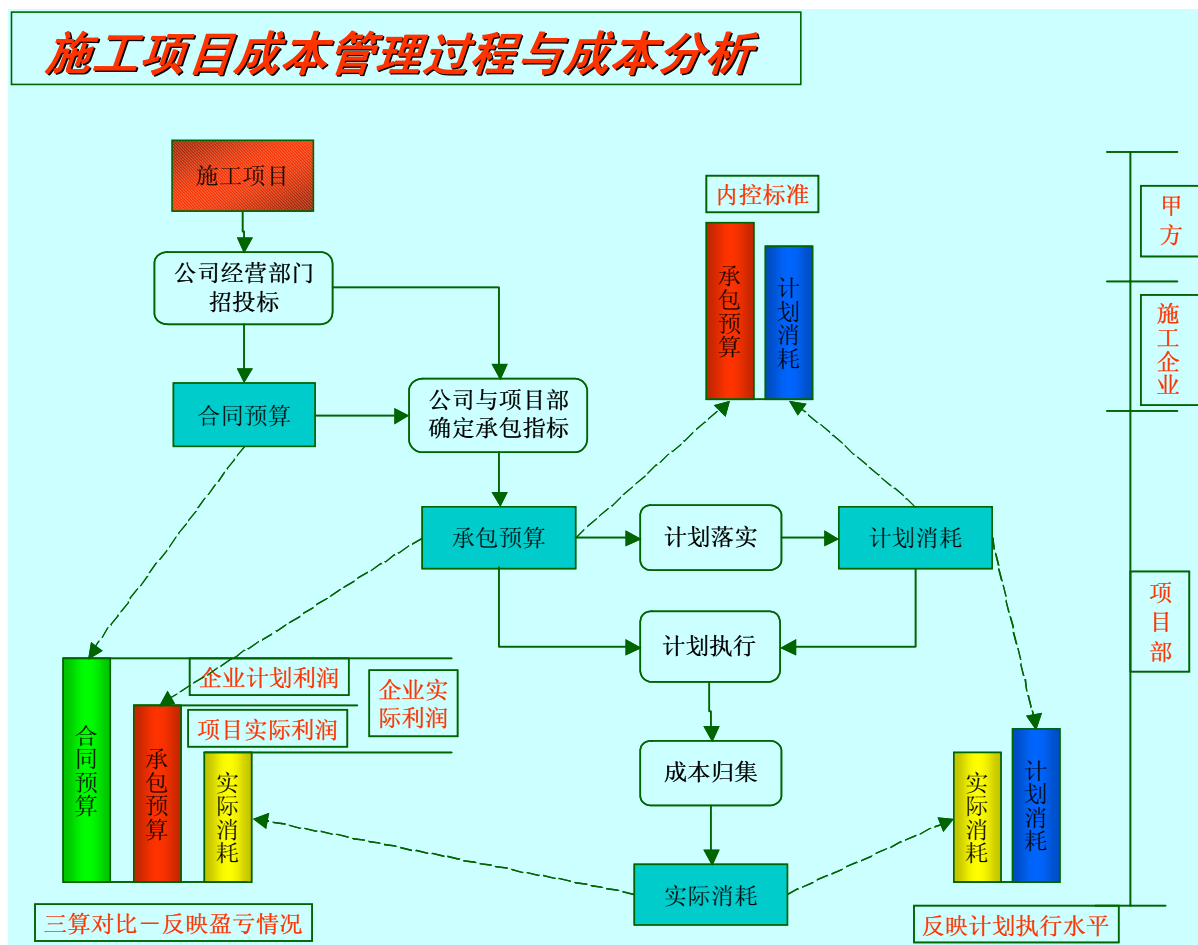 施工项目成本管理过程与成本分析
施工项目
内控标准
甲方
公司经营部门
招投标
承包预算
计划消耗
施工企业
合同预算
公司与项目部
确定承包指标
承包预算
计划落实
计划消耗
项目部
计划执行
企业计划利润
企业实
际利润
项目实际利润
合同预算
承包预算
实际消耗
成本归集
实际消耗
计划消耗
实际消耗
三算对比－反映盈亏情况
反映计划执行水平